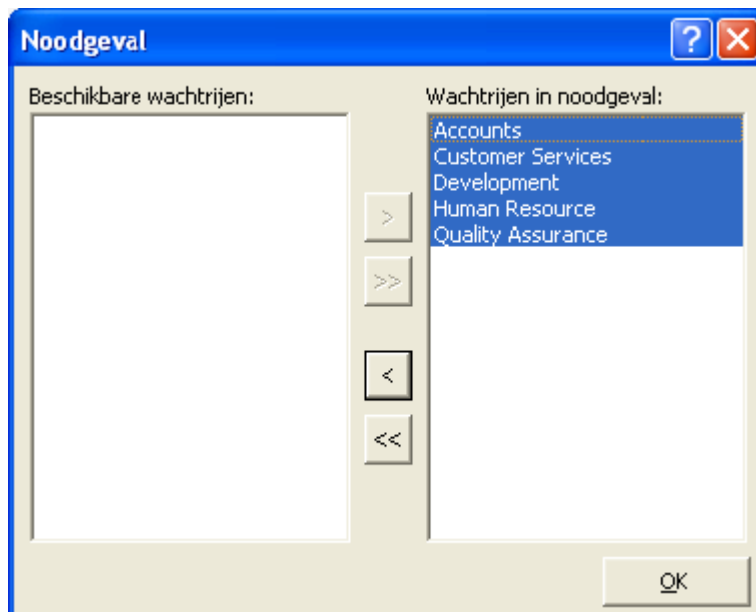 Noodgeval
Beschikbare wachtrijen:
Wachtrijen in noodgeval:
Accounts
Customer Services
Development
Human Resource
Quality Assurance
>
>>
<
<<
OK